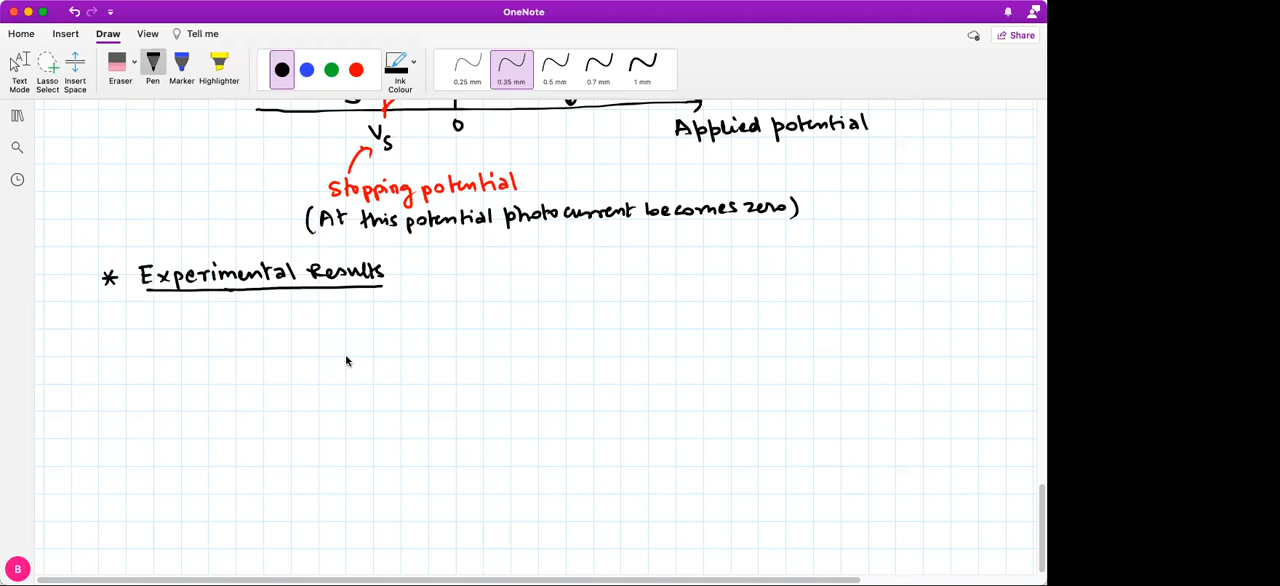 OneNote
Home Insert Draw View Tell me
Share
Text Mode
Lasso Select
Insert Space
Eraser
Pen
Marker
Highlighter
Ink Colour
0.25 mm
0.35 mm
0.5 mm
0.7 mm
1 mm
Vs
0
Applied potential
Stopping potential
(At this potential photocurrent becomes zero)
* Experimental Results
B